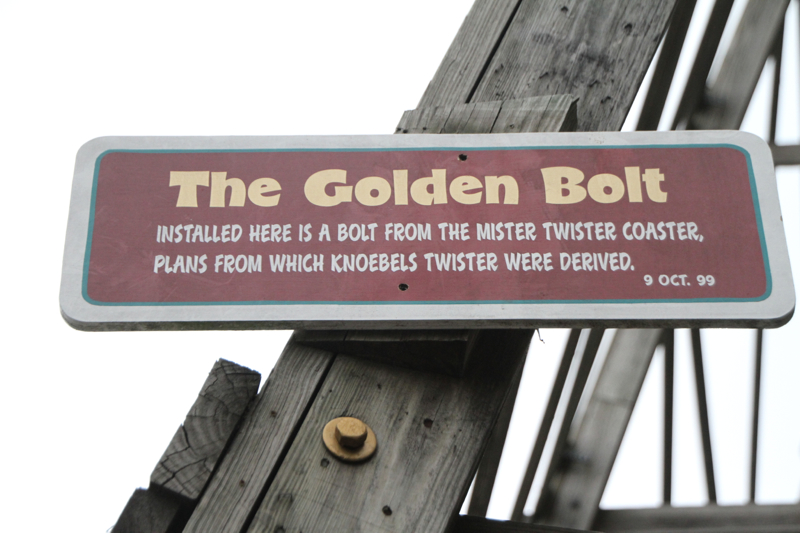 The Golden Bolt
INSTALLED HERE IS A BOLT FROM THE MISTER TWISTER COASTER,
PLANS FROM WHICH KNOEBELS TWISTER WERE DERIVED.
9 OCT. 99